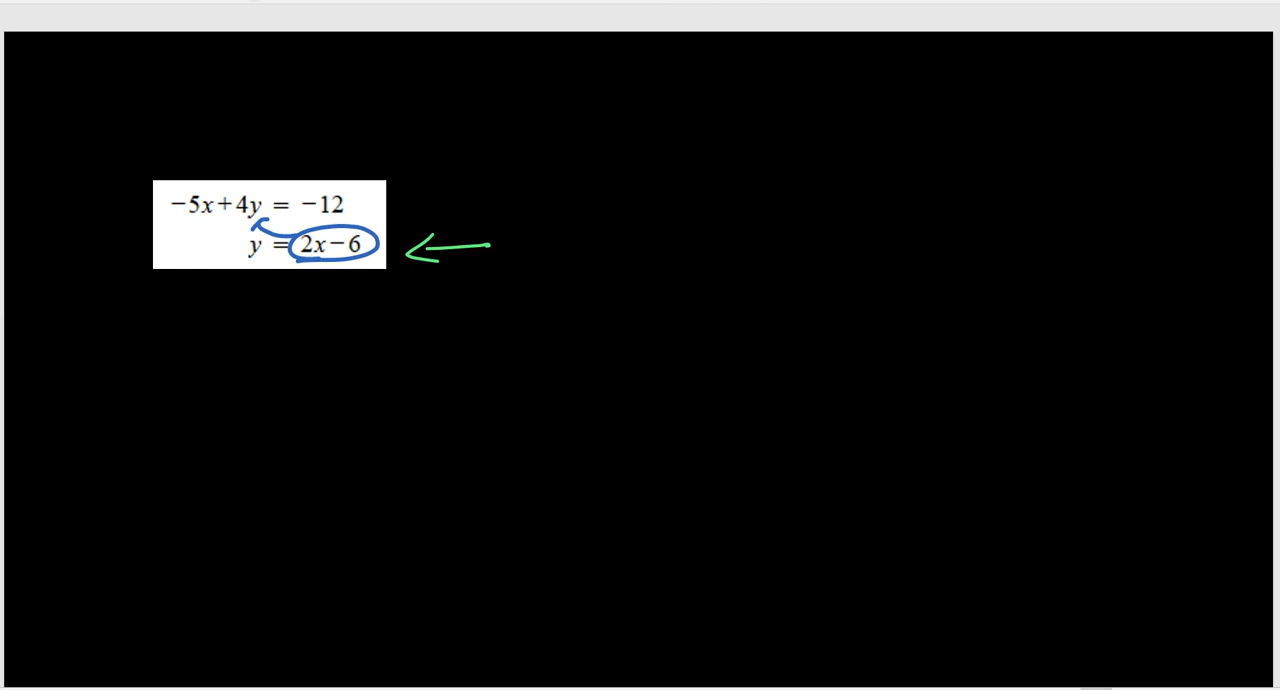 −5x+4y = −12
y = 2x−6